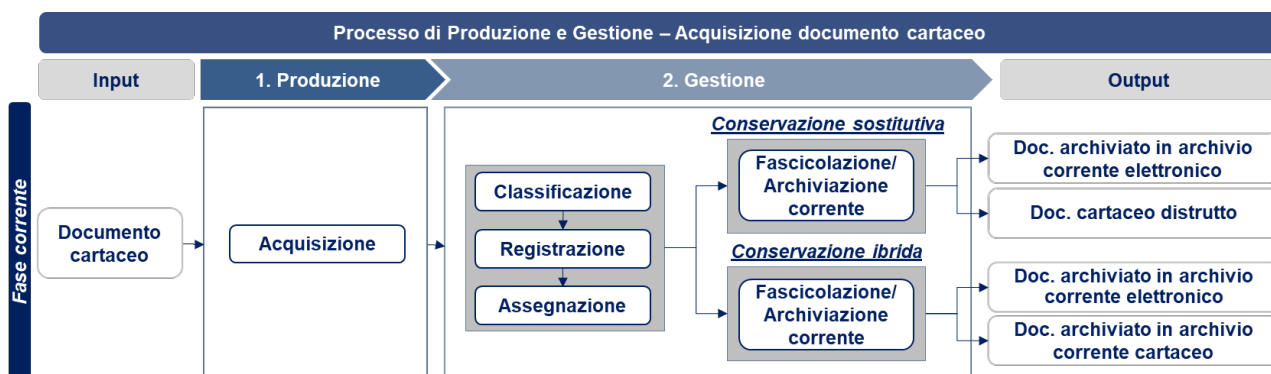 Processo di Produzione e Gestione – Acquisizione documento cartaceo
Input
1. Produzione
2. Gestione
Output
Fase corrente
Documento
cartaceo
Acquisizione
Classificazione
Registrazione
Assegnazione
Conservazione sostitutiva
Fascicolazione/
Archiviazione
corrente
Conservazione ibrida
Fascicolazione/
Archiviazione
corrente
Doc. archiviato in archivio
corrente elettronico
Doc. cartaceo distrutto
Doc. archiviato in archivio
corrente elettronico
Doc. archiviato in archivio
corrente cartaceo